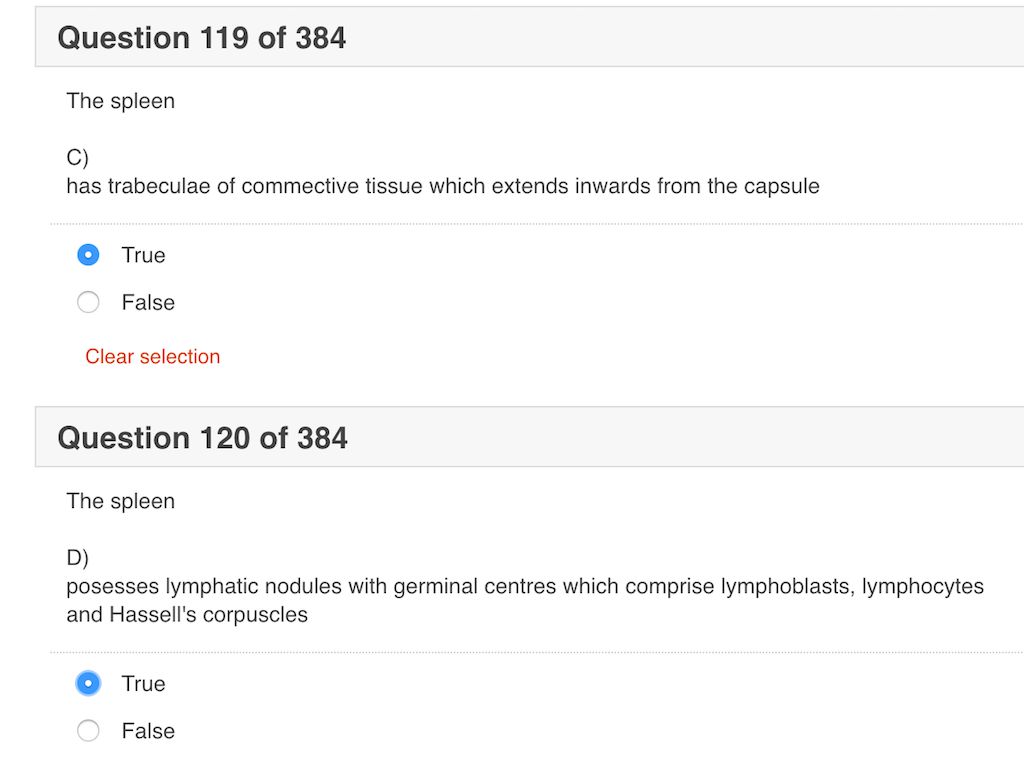 Question 119 of 384
The spleen
C)
has trabeculae of commective tissue which extends inwards from the capsule
True
False
Clear selection
Question 120 of 384
The spleen
D)
posesses lymphatic nodules with germinal centres which comprise lymphoblasts, lymphocytes
and Hassell's corpuscles
True
False